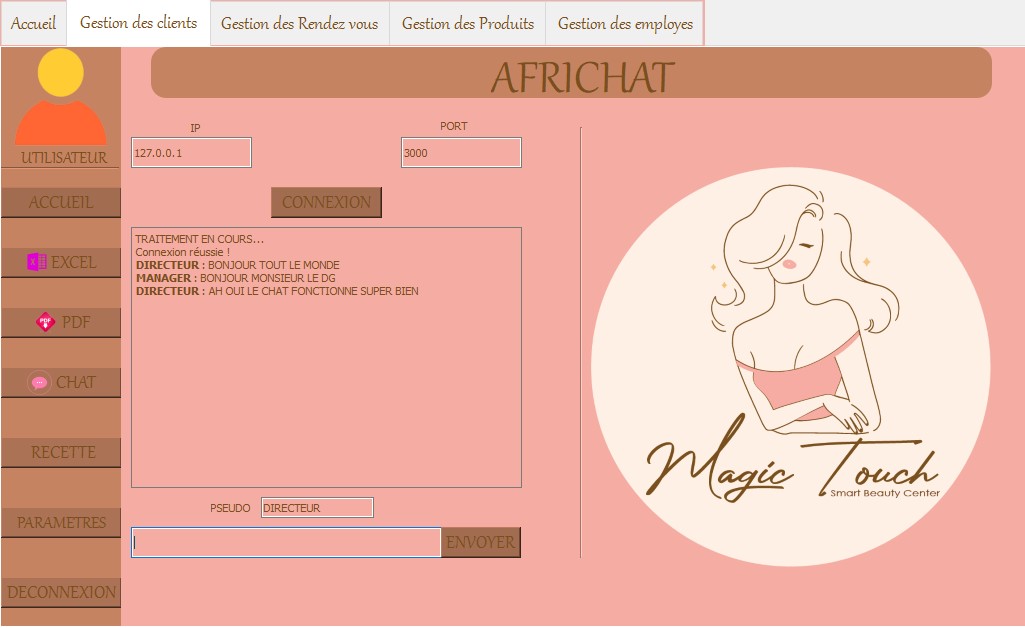 Accueil
Gestion des clients
Gestion des Rendez vous
Gestion des Produits
Gestion des employes
AFRICHAT
UTILISATEUR
ACCUEIL
EXCEL
PDF
CHAT
RECETTE
PARAMETRES
DECONNEXION
IP
PORT
127.0.0.1
3000
CONNEXION
TRAITEMENT EN COURS...
Connexion réussie !
DIRECTEUR : BONJOUR TOUT LE MONDE
MANAGER : BONJOUR MONSIEUR LE DG
DIRECTEUR : AH OUI LE CHAT FONCTIONNE SUPER BIEN
PSEUDO
DIRECTEUR
ENVOYER
Magic Touch
Smart Beauty Center